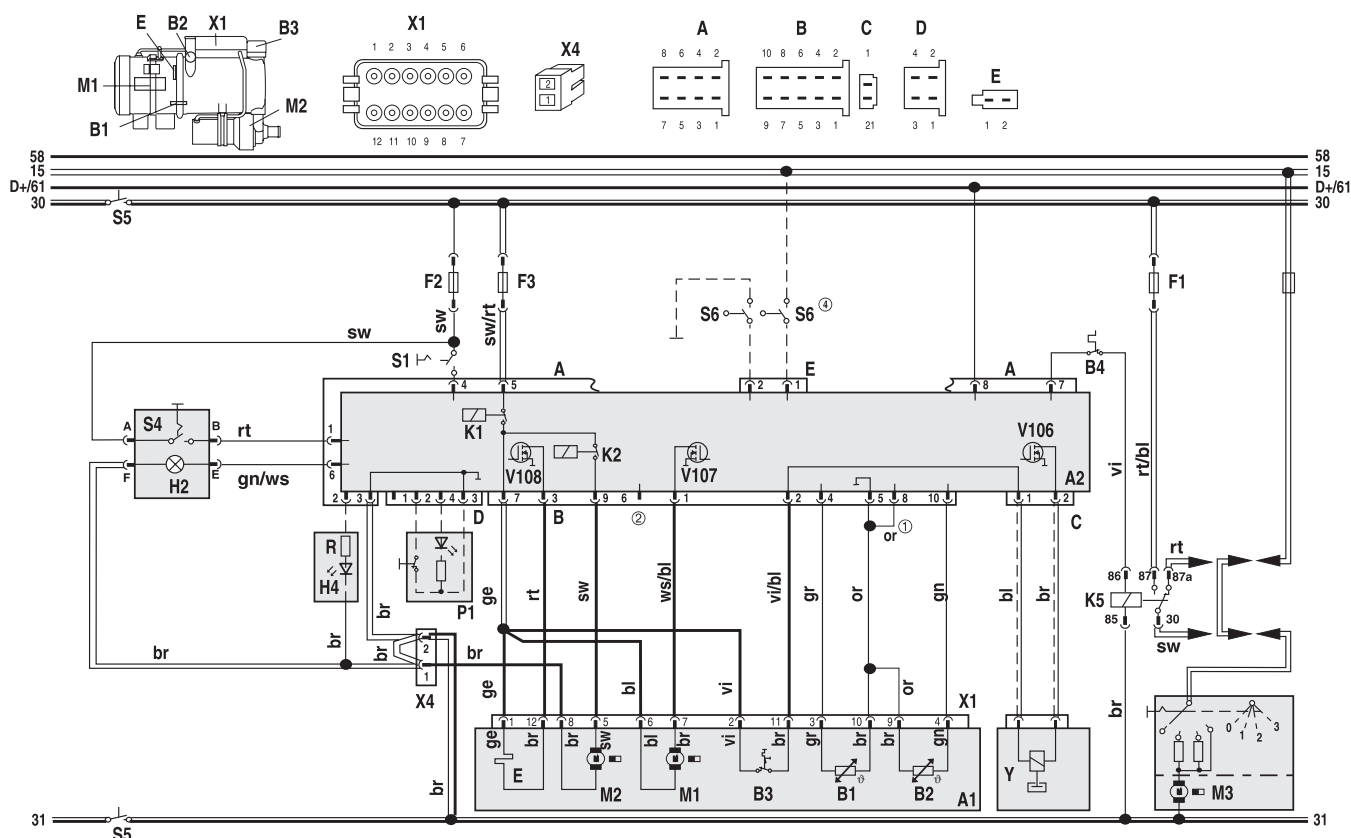 E B2 X1 B3
M1
B1
M2
X1
1 2 3 4 5 6
12 11 10 9 8 7
X4
2
1
A
8 6 4 2
7 5 3 1
B
10 8 6 4 2
9 7 5 3 1
C
1
21
D
4 2
3 1
E
1 2
58 58
15 15
D+/61 D+/61
30 30
S5
F2 F3 F1
sw sw/rt
S6 S6 ④
sw
S1
B4
A E A
4 5 2 1 8 7
S4
A B
F E
H2
rt
gn/ws
1
6
K1
K2
V108 V107 V106
A2
vi rt/bl
2 3 1 2 4 3 7 3 9 6 1 2 4 5 8 10 1 2
D B ② C
or ①
R
H4
P1
br
ge rt sw ws/bl vi/bl gr or gn bl br
rt
86 87 87a
K5
85 30
sw
br br br br
2
1
X4
ge bl vi or br
X1
1 12 8 5 6 7 2 11 3 10 9 4
ge br br sw bl br vi br gr br br gn
E M2 M1 B3 B1 B2
ϑ ϑ
A1
Y
0 1 2 3
M M M
M3
br
31 31
S5